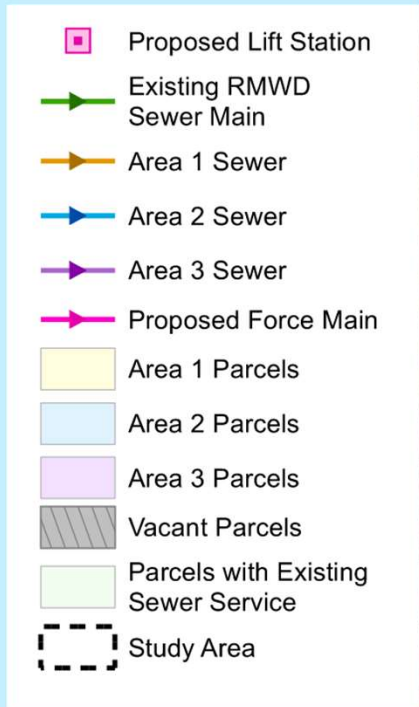 Proposed Lift Station
Existing RMWD
Sewer Main
Area 1 Sewer
Area 2 Sewer
Area 3 Sewer
Proposed Force Main
Area 1 Parcels
Area 2 Parcels
Area 3 Parcels
Vacant Parcels
Parcels with Existing
Sewer Service
Study Area